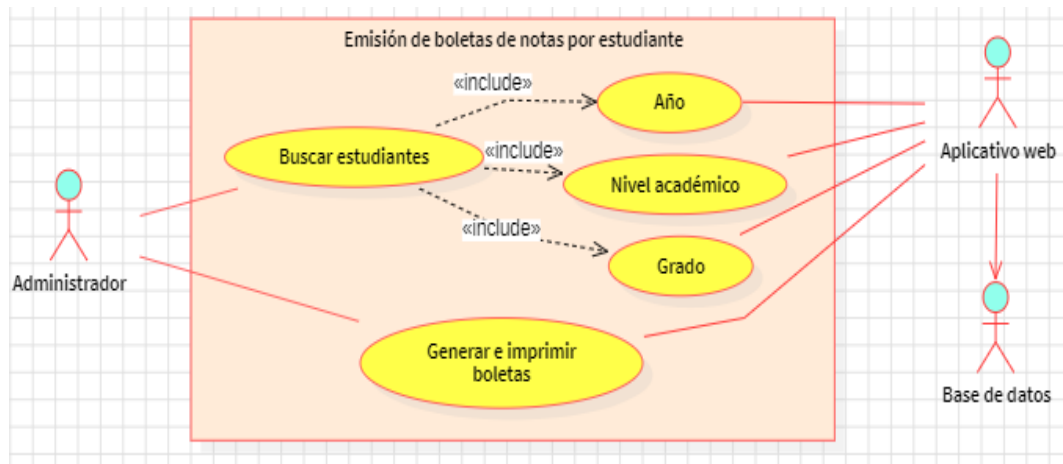 Emisión de boletas de notas por estudiante
«include»
Año
Buscar estudiantes
«include»
Nivel académico
«include»
Grado
Generar e imprimir
boletas
Administrador
Aplicativo web
Base de datos